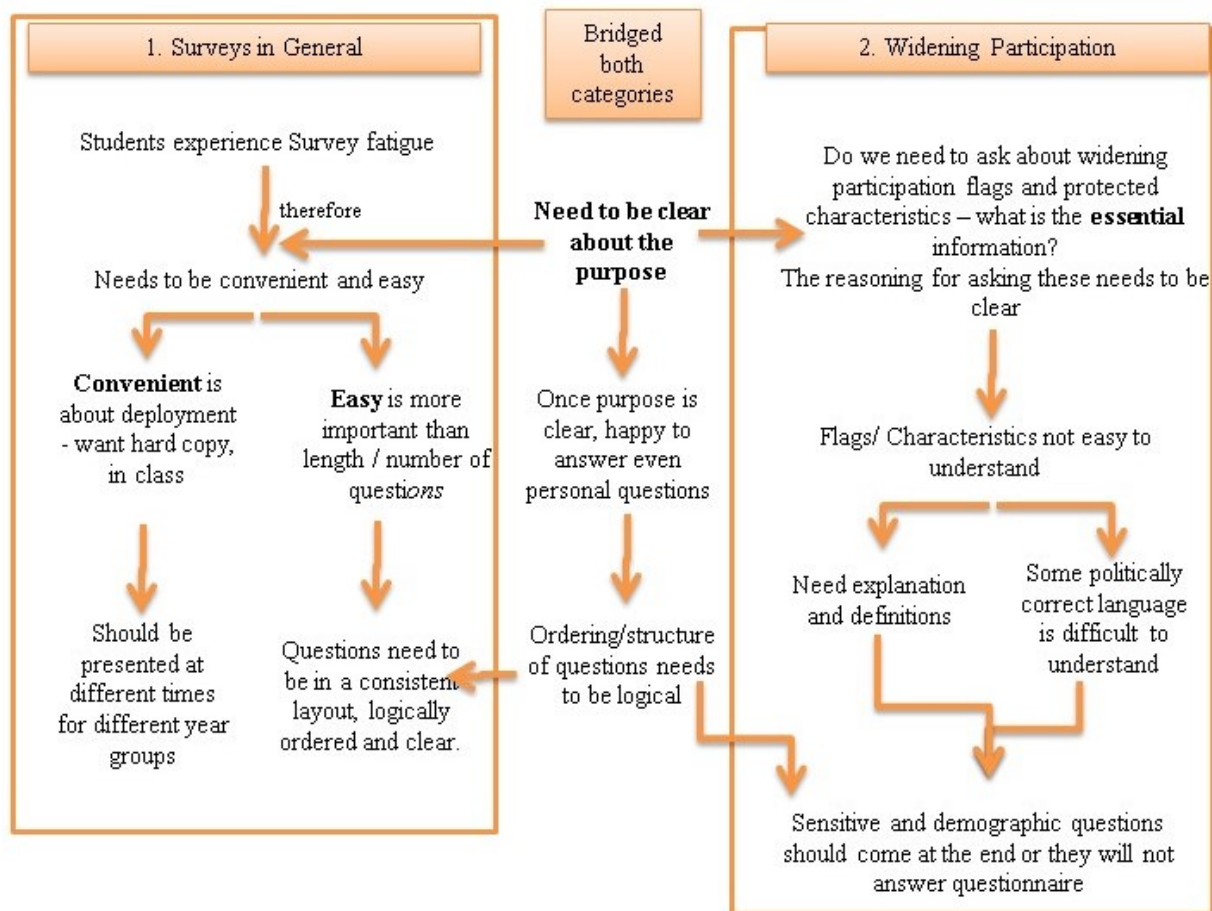 1. Surveys in General
Students experience Survey fatigue
therefore
Needs to be convenient and easy
Convenient is
about deployment
- want hard copy,
in class
Easy is more
important than
length / number of
questions
Should be
presented at
different times
for different year
groups
Questions need to
be in a consistent
layout, logically
ordered and clear.
Bridged
both
categories
Need to be clear
about the
purpose
Once purpose is
clear, happy to
answer even
personal questions
Ordering/structure
of questions needs
to be logical
2. Widening Participation
Do we need to ask about widening
participation flags and protected
characteristics – what is the essential
information?
The reasoning for asking these needs to be
clear
Flags/ Characteristics not easy to
understand
Need explanation
and definitions
Some politically
correct language
is difficult to
understand
Sensitive and demographic questions
should come at the end or they will not
answer questionnaire